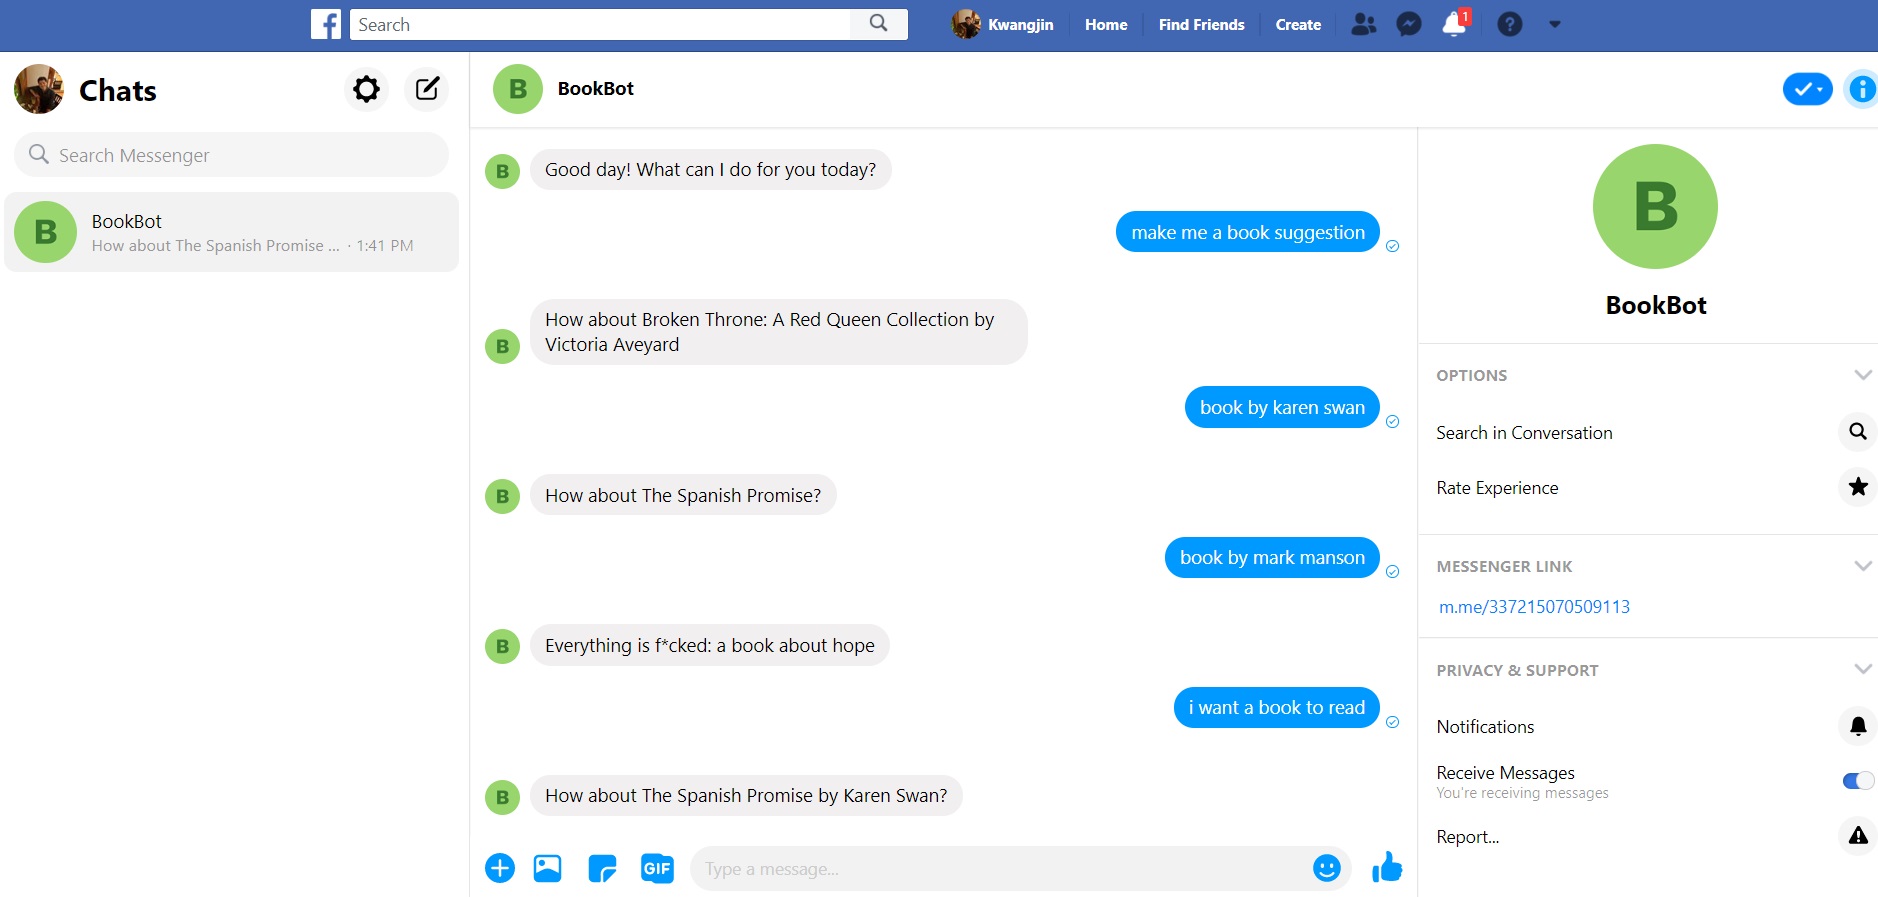 f
Search
Kwangjin
Home
Find Friends
Create
1
?
Chats
Search Messenger
B
BookBot
How about The Spanish Promise ... · 1:41 PM
B
BookBot
B
Good day! What can I do for you today?
make me a book suggestion
How about Broken Throne: A Red Queen Collection by
B
Victoria Aveyard
book by karen swan
B
How about The Spanish Promise?
book by mark manson
B
Everything is f*cked: a book about hope
i want a book to read
B
How about The Spanish Promise by Karen Swan?
GIF
Type a message...
B
BookBot
OPTIONS
Search in Conversation
Rate Experience
MESSENGER LINK
m.me/337215070509113
PRIVACY & SUPPORT
Notifications
Receive Messages
You're receiving messages
Report...